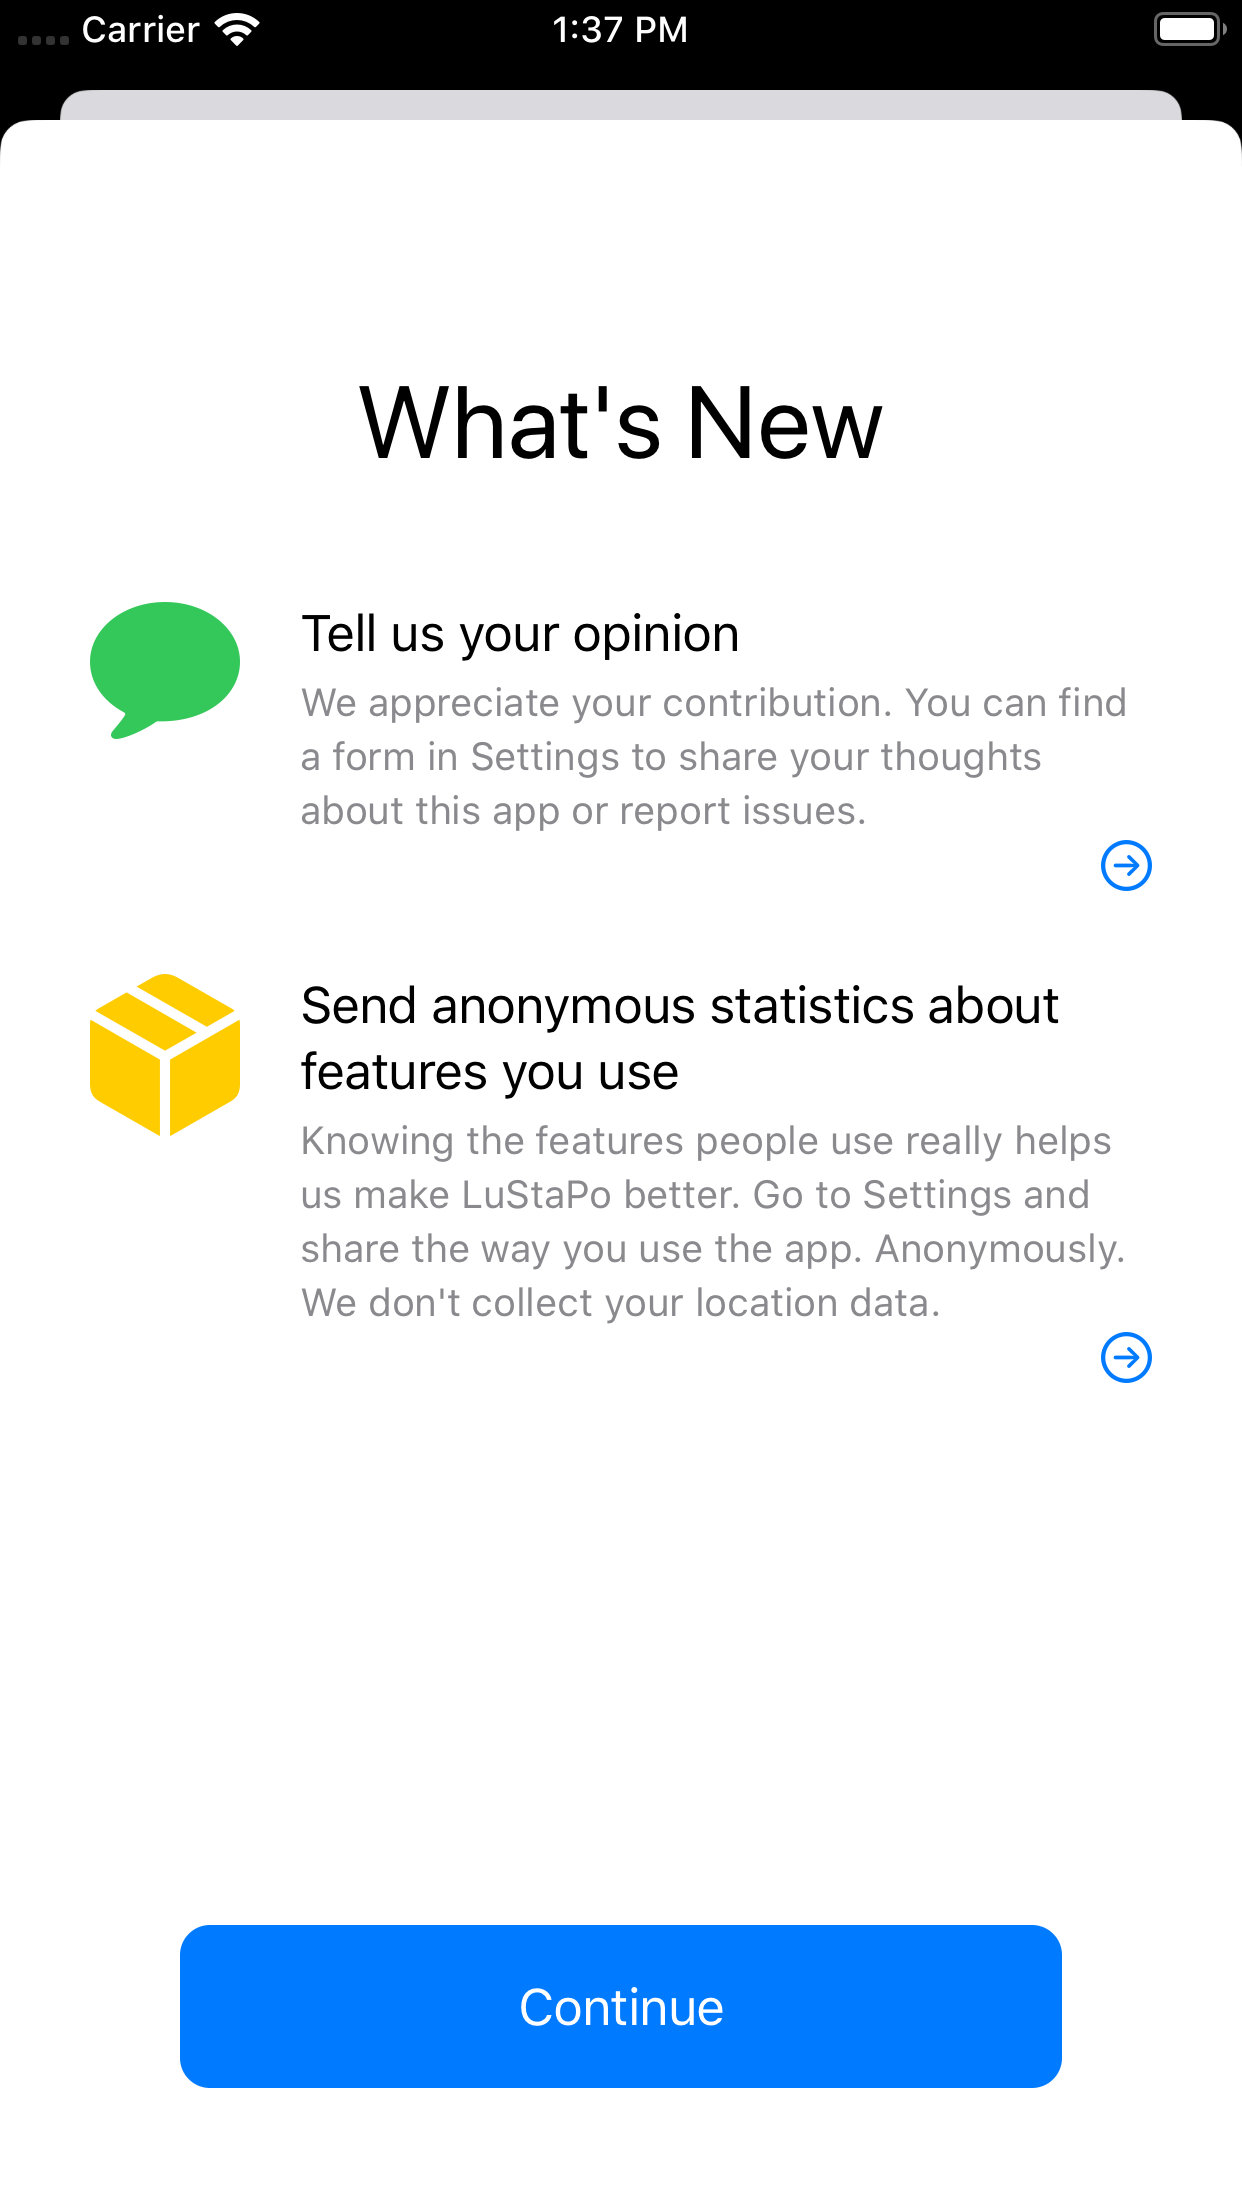 Carrier 1:37 PM
What's New
Tell us your opinion
We appreciate your contribution. You can find
a form in Settings to share your thoughts
about this app or report issues.
Send anonymous statistics about
features you use
Knowing the features people use really helps
us make LuStaPo better. Go to Settings and
share the way you use the app. Anonymously.
We don't collect your location data.
Continue